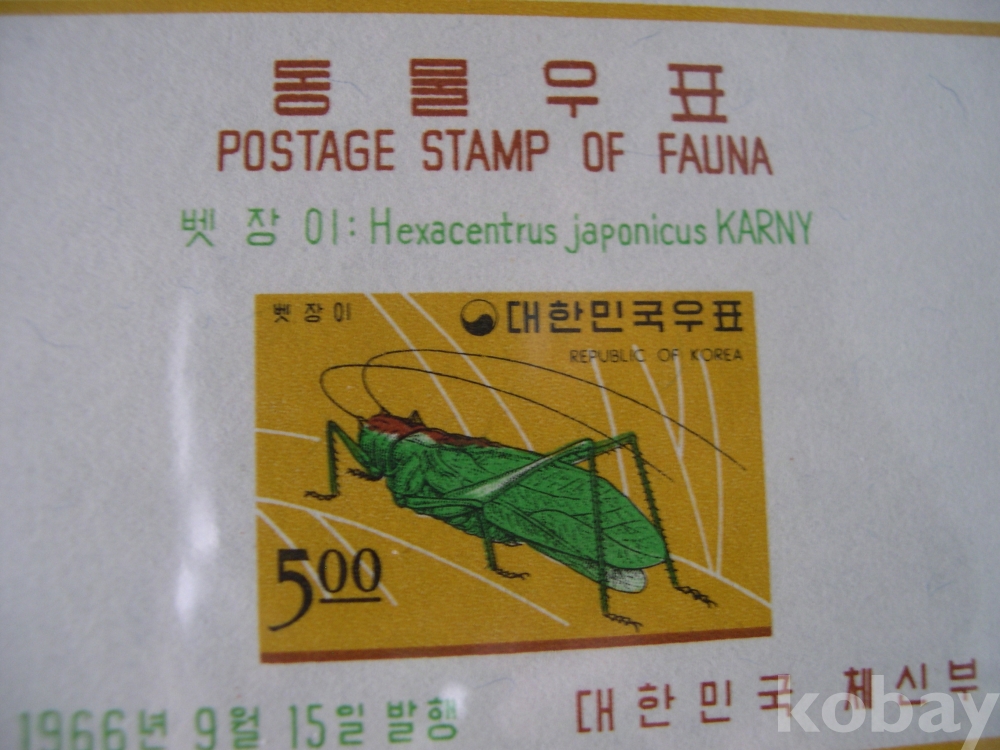 동물우표
POSTAGE STAMP OF FAUNA
벳장이: Hexacentrus japonicus KARNY
벳장이 대한민국우표
REPUBLIC OF KOREA
5.00
1966년 9월 15일 발행 대한민국 체신부
kobay